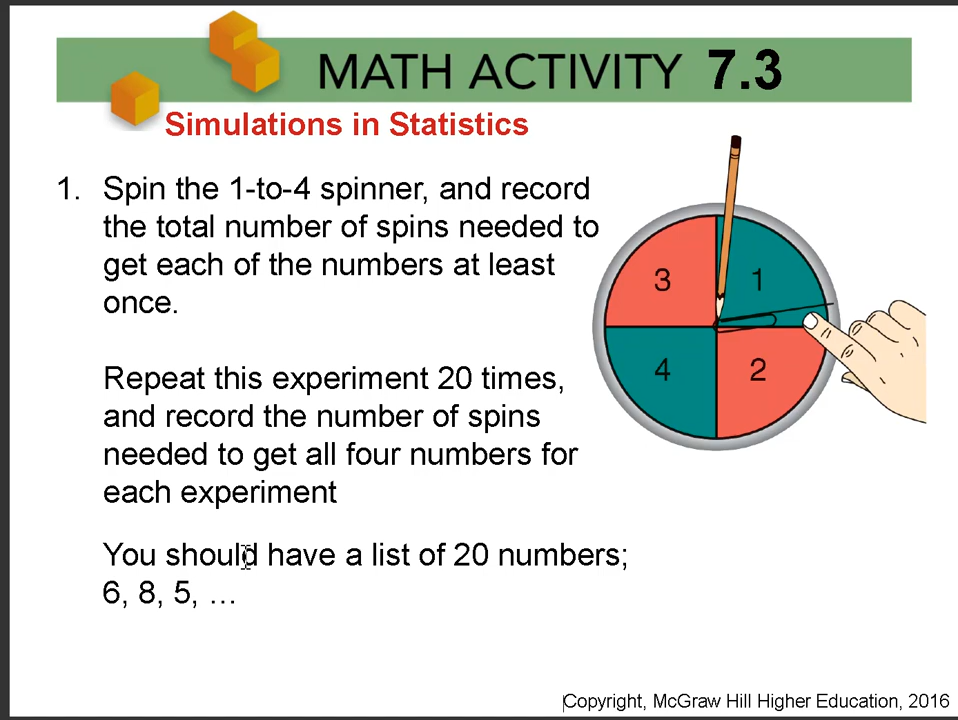 MATH ACTIVITY 7.3
Simulations in Statistics
1. Spin the 1-to-4 spinner, and record
the total number of spins needed to
get each of the numbers at least
once.
3 1
4 2
Repeat this experiment 20 times,
and record the number of spins
needed to get all four numbers for
each experiment
You should have a list of 20 numbers;
6, 8, 5, …
Copyright, McGraw Hill Higher Education, 2016